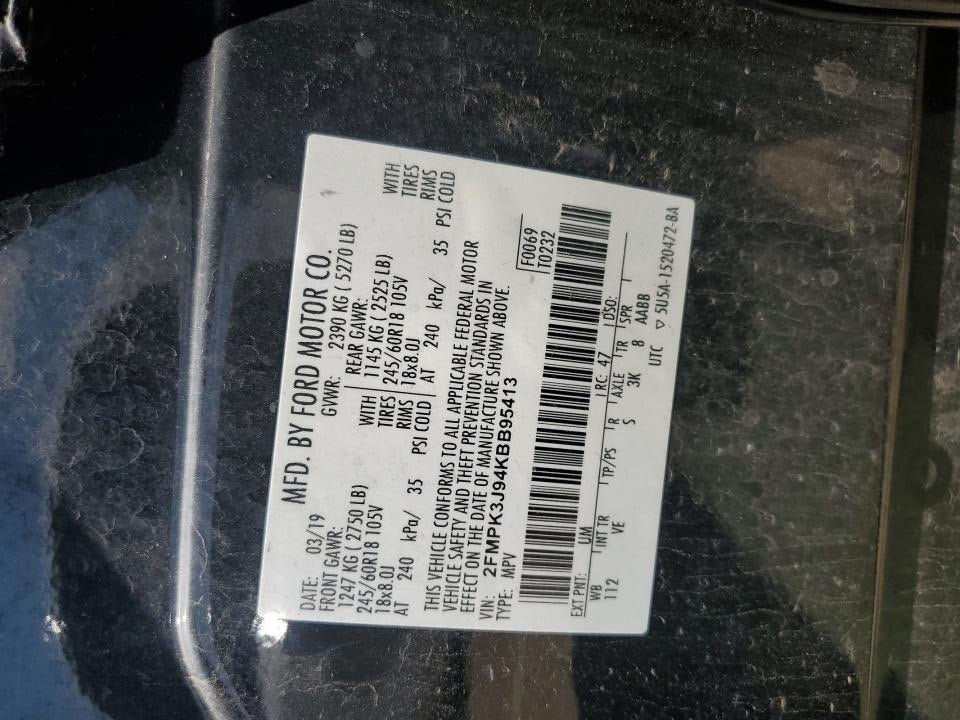 MFD. BY FORD MOTOR CO.
DATE: 03/19 GVWR: 2390 KG ( 5270 LB)
FRONT GAWR: REAR GAWR:
1247 KG ( 2750 LB) WITH 1145 KG ( 2525 LB) WITH
245/60R18 105V TIRES 245/60R18 105V TIRES
18x8.0J RIMS 18x8.0J RIMS
AT 240 kPa/ 35 PSI COLD AT 240 kPa/ 35 PSI COLD
THIS VEHICLE CONFORMS TO ALL APPLICABLE FEDERAL MOTOR
VEHICLE SAFETY AND THEFT PREVENTION STANDARDS IN
EFFECT ON THE DATE OF MANUFACTURE SHOWN ABOVE.
VIN: 2FMPK3J94KBB95413 F0069
TYPE: MPV T0232
EXT PNT: UM RC: 47 DSO:
WB INT TR TP/PS R AXLE TR SPR
112 VE S 3K 8 AABB
UTC ▽ 5U5A-1520472-BA